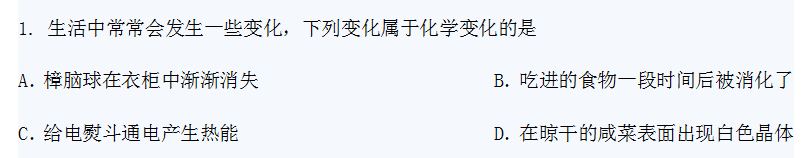 1. 生活中常常会发生一些变化，下列变化属于化学变化的是
A. 樟脑球在衣柜中渐渐消失 B. 吃进的食物一段时间后被消化了
C. 给电熨斗通电产生热能 D. 在晾干的咸菜表面出现白色晶体